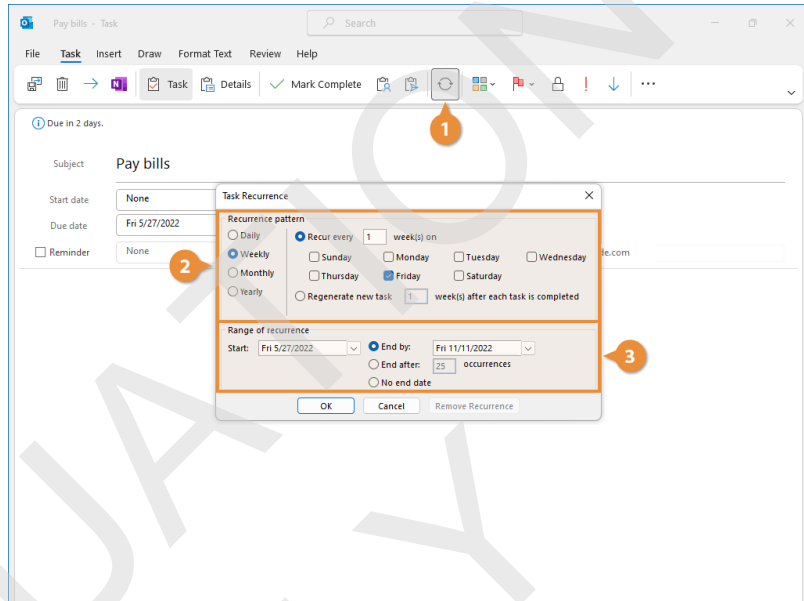 Pay bills - Task
Search
File Task Insert Draw Format Text Review Help
N Task Details Mark Complete
1
Due in 2 days.
Subject Pay bills
Start date None
Due date Fri 5/27/2022
Reminder None
Task Recurrence
Recurrence pattern
Daily Recur every 1 week(s) on
Weekly Sunday Monday Tuesday Wednesday
2
Monthly Thursday Friday Saturday
Yearly Regenerate new task 1 week(s) after each task is completed
Range of recurrence
Start: Fri 5/27/2022 End by: Fri 11/11/2022
3
End after: 25 occurrences
No end date
OK Cancel Remove Recurrence
de.com